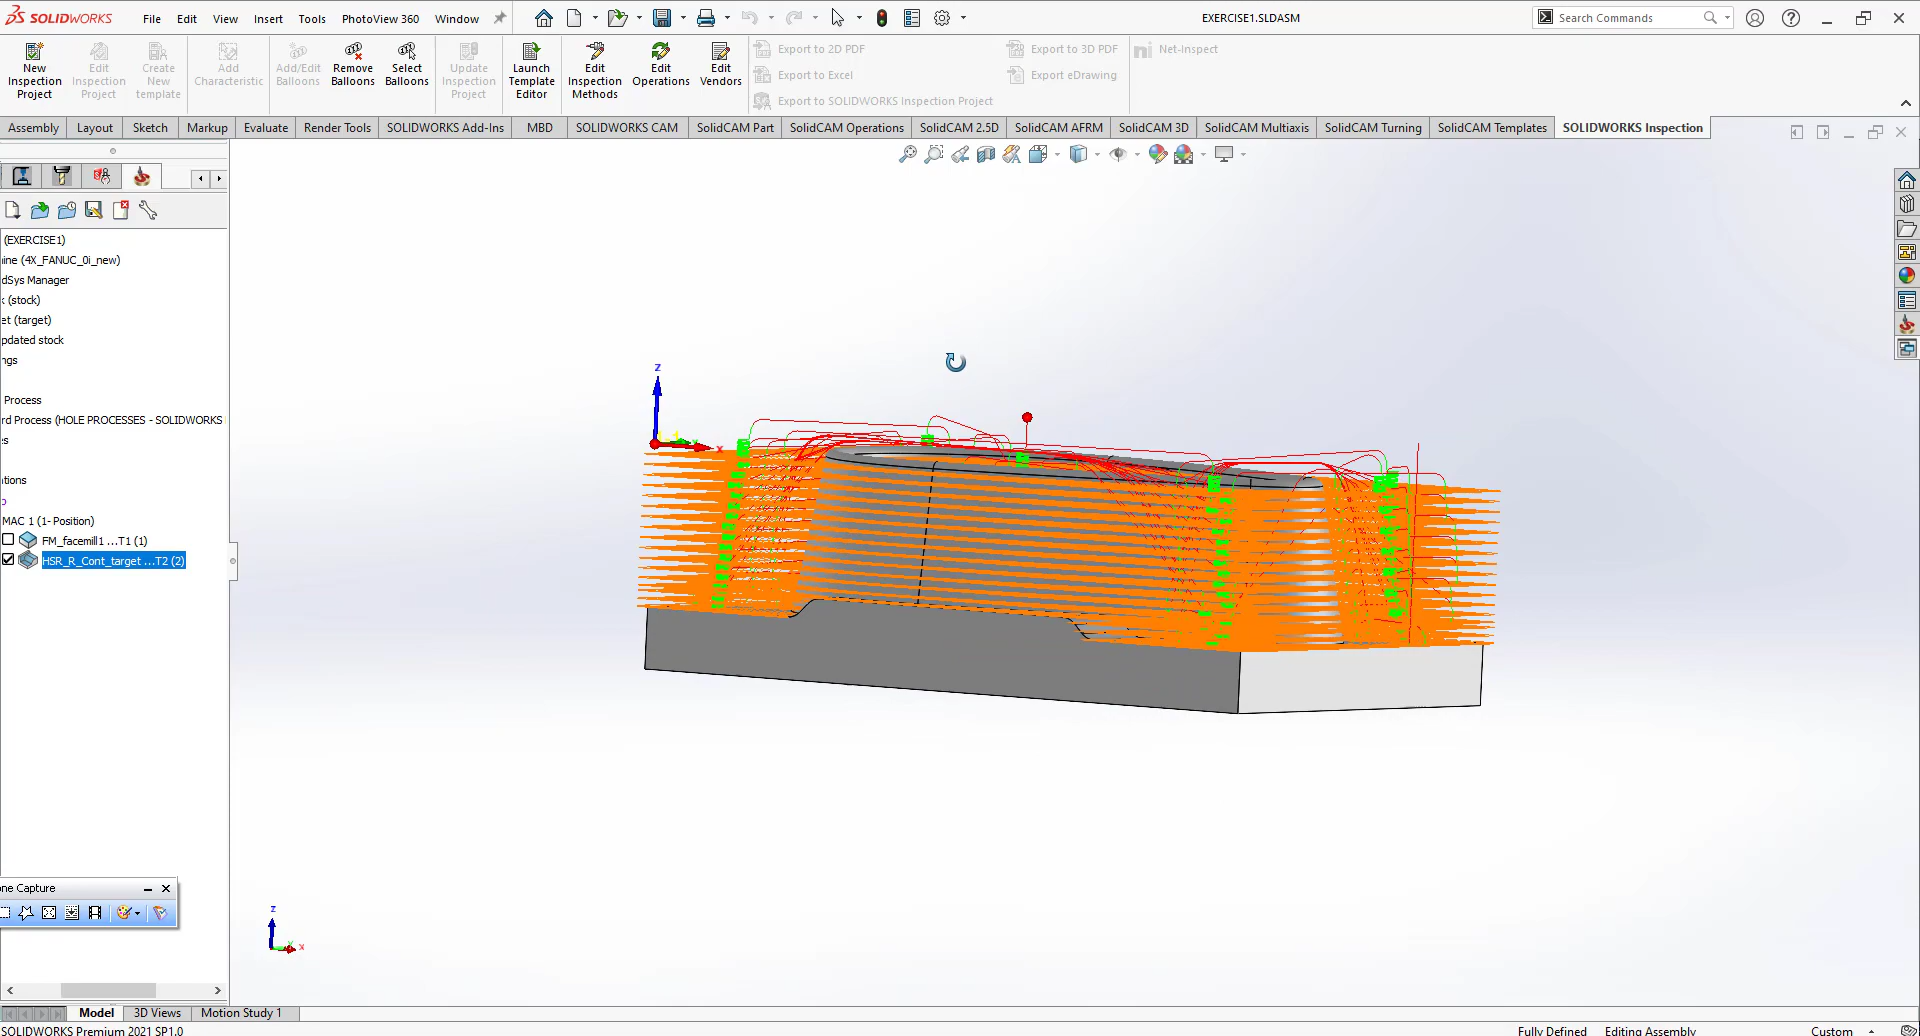 SOLIDWORKS File Edit View Insert Tools PhotoView 360 Window EXERCISE1.SLDASM Search Commands
New Inspection Project
Edit Inspection Project
Create New template
Add Characteristic
Add/Edit Balloons
Remove Balloons
Select Balloons
Update Inspection Project
Launch Template Editor
Edit Inspection Methods
Edit Operations
Edit Vendors
Export to 2D PDF
Export to Excel
Export to SOLIDWORKS Inspection Project
Export to 3D PDF
Export eDrawing
Net-Inspect
Assembly Layout Sketch Markup Evaluate Render Tools SOLIDWORKS Add-Ins MBD SOLIDWORKS CAM SolidCAM Part SolidCAM Operations SolidCAM 2.5D SolidCAM AFRM SolidCAM 3D SolidCAM Multiaxis SolidCAM Turning SolidCAM Templates SOLIDWORKS Inspection
(EXERCISE1)
ine (4X_FANUC_0i_new)
dSys Manager
k (stock)
et (target)
pdated stock
ngs
Process
rd Process (HOLE PROCESSES - SOLIDWORKS
es
ations
MAC 1 (1- Position)
FM_facemill1 ...T1 (1)
HSR_R_Cont_target ...T2 (2)
z
x
one Capture
z
x
Model 3D Views Motion Study 1
SOLIDWORKS Premium 2021 SP1.0 Fully Defined Editing Assembly Custom